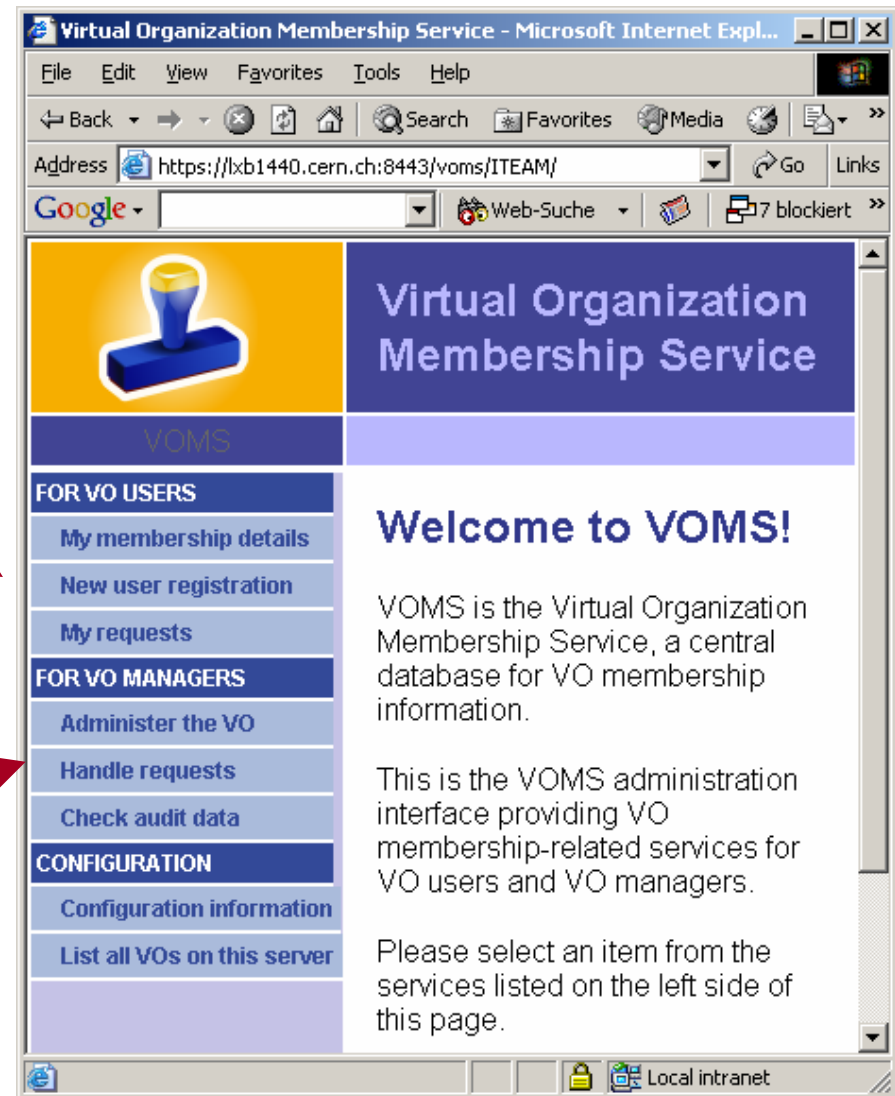 Virtual Organization Membership Service - Microsoft Internet Expl...
File Edit View Favorites Tools Help
Back Search Favorites Media »
Address https://lxb1440.cern.ch:8443/voms/ITEAM/ Go Links
Google Web-Suche 7 blockiert »
Virtual Organization
Membership Service
VOMS
FOR VO USERS
My membership details
New user registration
My requests
FOR VO MANAGERS
Administer the VO
Handle requests
Check audit data
CONFIGURATION
Configuration information
List all VOs on this server
Welcome to VOMS!
VOMS is the Virtual Organization
Membership Service, a central
database for VO membership
information.
This is the VOMS administration
interface providing VO
membership-related services for
VO users and VO managers.
Please select an item from the
services listed on the left side of
this page.
Local intranet